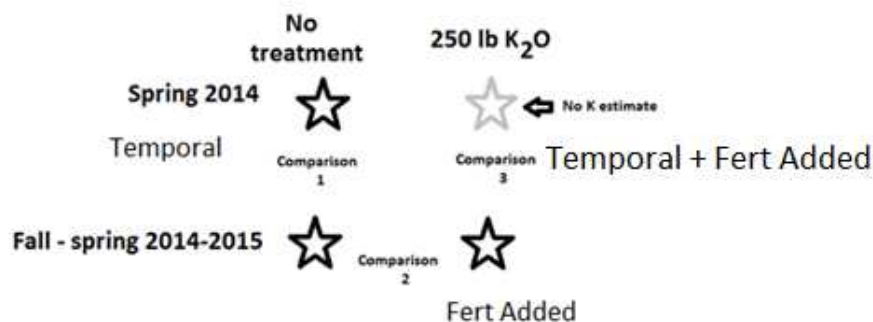 No
treatment
250 lb K₂O
Spring 2014
No K estimate
Temporal
Comparison
1
Comparison
3
Temporal + Fert Added
Fall - spring 2014-2015
Comparison
2
Fert Added